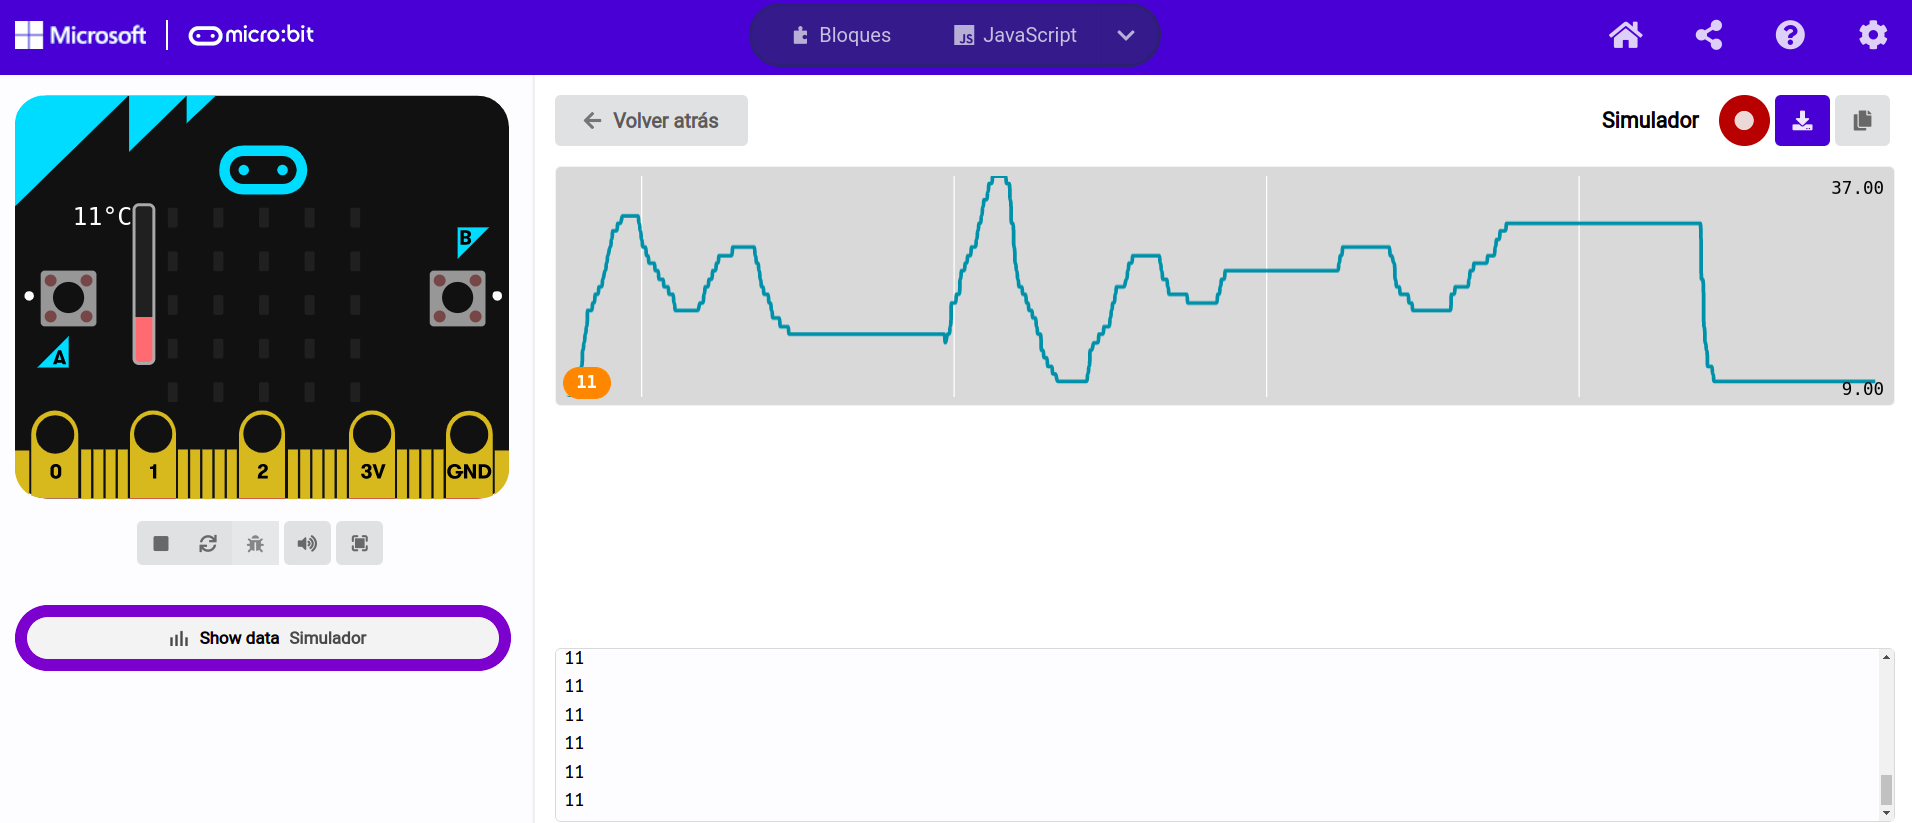 Microsoft micro:bit
Bloques
JavaScript
JS
Volver atrás
Simulador
37.00
9.00
11
11°C
B
A
0 1 2 3V GND
Show data Simulador
11
11
11
11
11
11